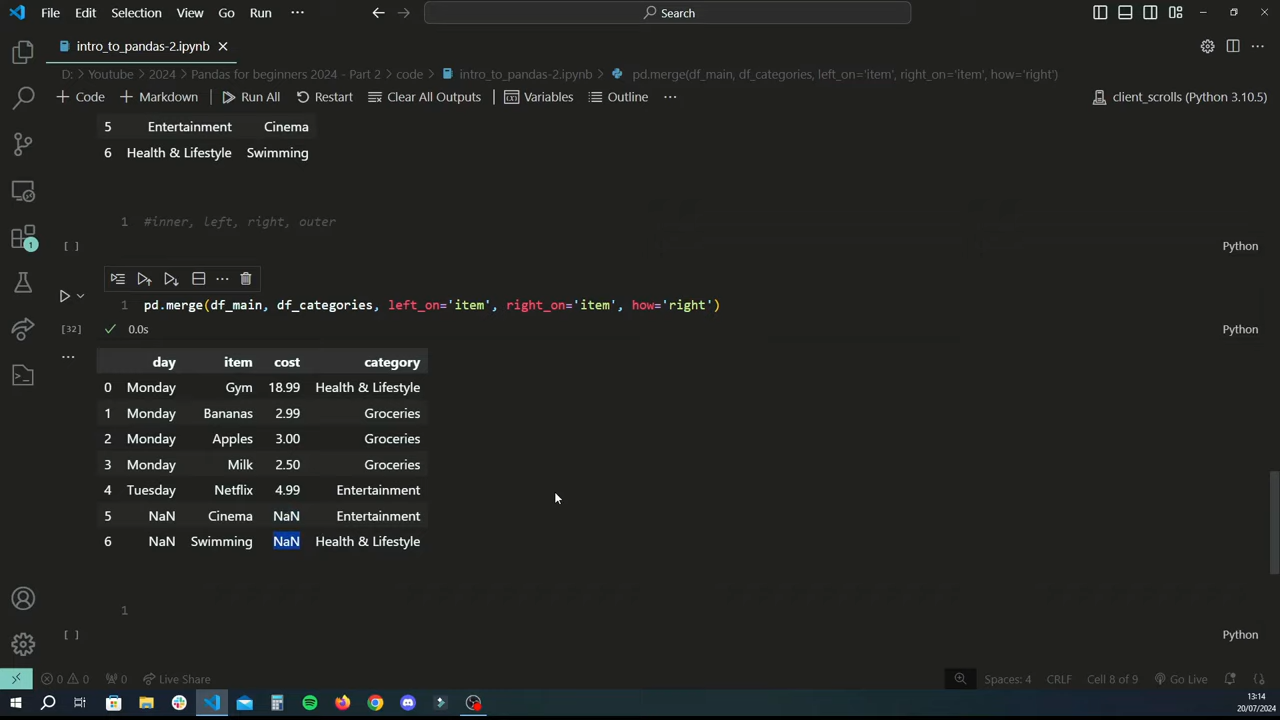 File Edit Selection View Go Run ··· Search
intro_to_pandas-2.ipynb
D: > Youtube > 2024 > Pandas for beginners 2024 - Part 2 > code > intro_to_pandas-2.ipynb > pd.merge(df_main, df_categories, left_on='item', right_on='item', how='right')
+ Code + Markdown Run All Restart Clear All Outputs Variables Outline ··· client_scrolls (Python 3.10.5)
5 Entertainment Cinema
6 Health & Lifestyle Swimming
1 #inner, left, right, outer
[ ] Python
1 pd.merge(df_main, df_categories, left_on='item', right_on='item', how='right')
[32] 0.0s Python
day item cost category
0 Monday Gym 18.99 Health & Lifestyle
1 Monday Bananas 2.99 Groceries
2 Monday Apples 3.00 Groceries
3 Monday Milk 2.50 Groceries
4 Tuesday Netflix 4.99 Entertainment
5 NaN Cinema NaN Entertainment
6 NaN Swimming NaN Health & Lifestyle
1
[ ] Python
0 0 0 Live Share Spaces: 4 CRLF Cell 8 of 9 Go Live
13:14
20/07/2024